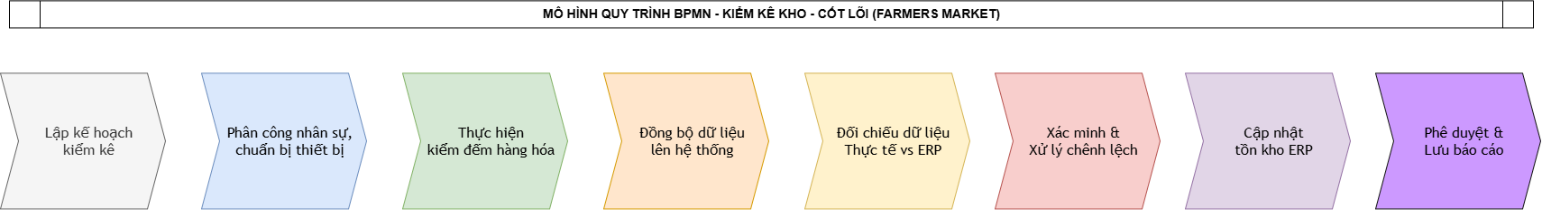 MÔ HÌNH QUY TRÌNH BPMN - KIỂM KÊ KHO - CỐT LÕI (FARMERS MARKET)
Lập kế hoạch
kiểm kê
Phân công nhân sự,
chuẩn bị thiết bị
Thực hiện
kiểm đếm hàng hóa
Đồng bộ dữ liệu
lên hệ thống
Đối chiếu dữ liệu
Thực tế vs ERP
Xác minh &
Xử lý chênh lệch
Cập nhật
tồn kho ERP
Phê duyệt &
Lưu báo cáo